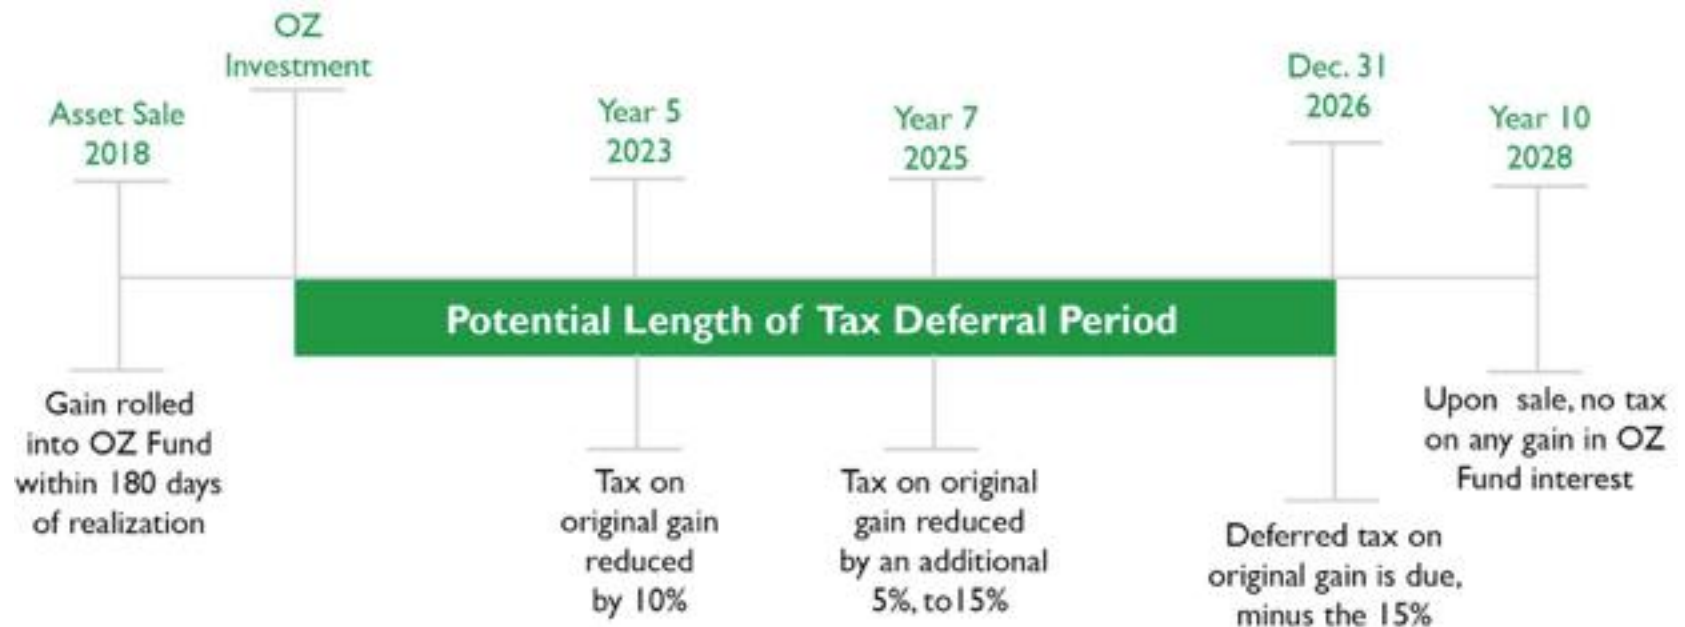 OZ
Investment
Asset Sale
2018
Year 5
2023
Year 7
2025
Dec. 31
2026
Year 10
2028
Potential Length of Tax Deferral Period
Gain rolled
into OZ Fund
within 180 days
of realization
Tax on
original gain
reduced
by 10%
Tax on original
gain reduced
by an additional
5%, to15%
Deferred tax on
original gain is due,
minus the 15%
Upon sale, no tax
on any gain in OZ
Fund interest